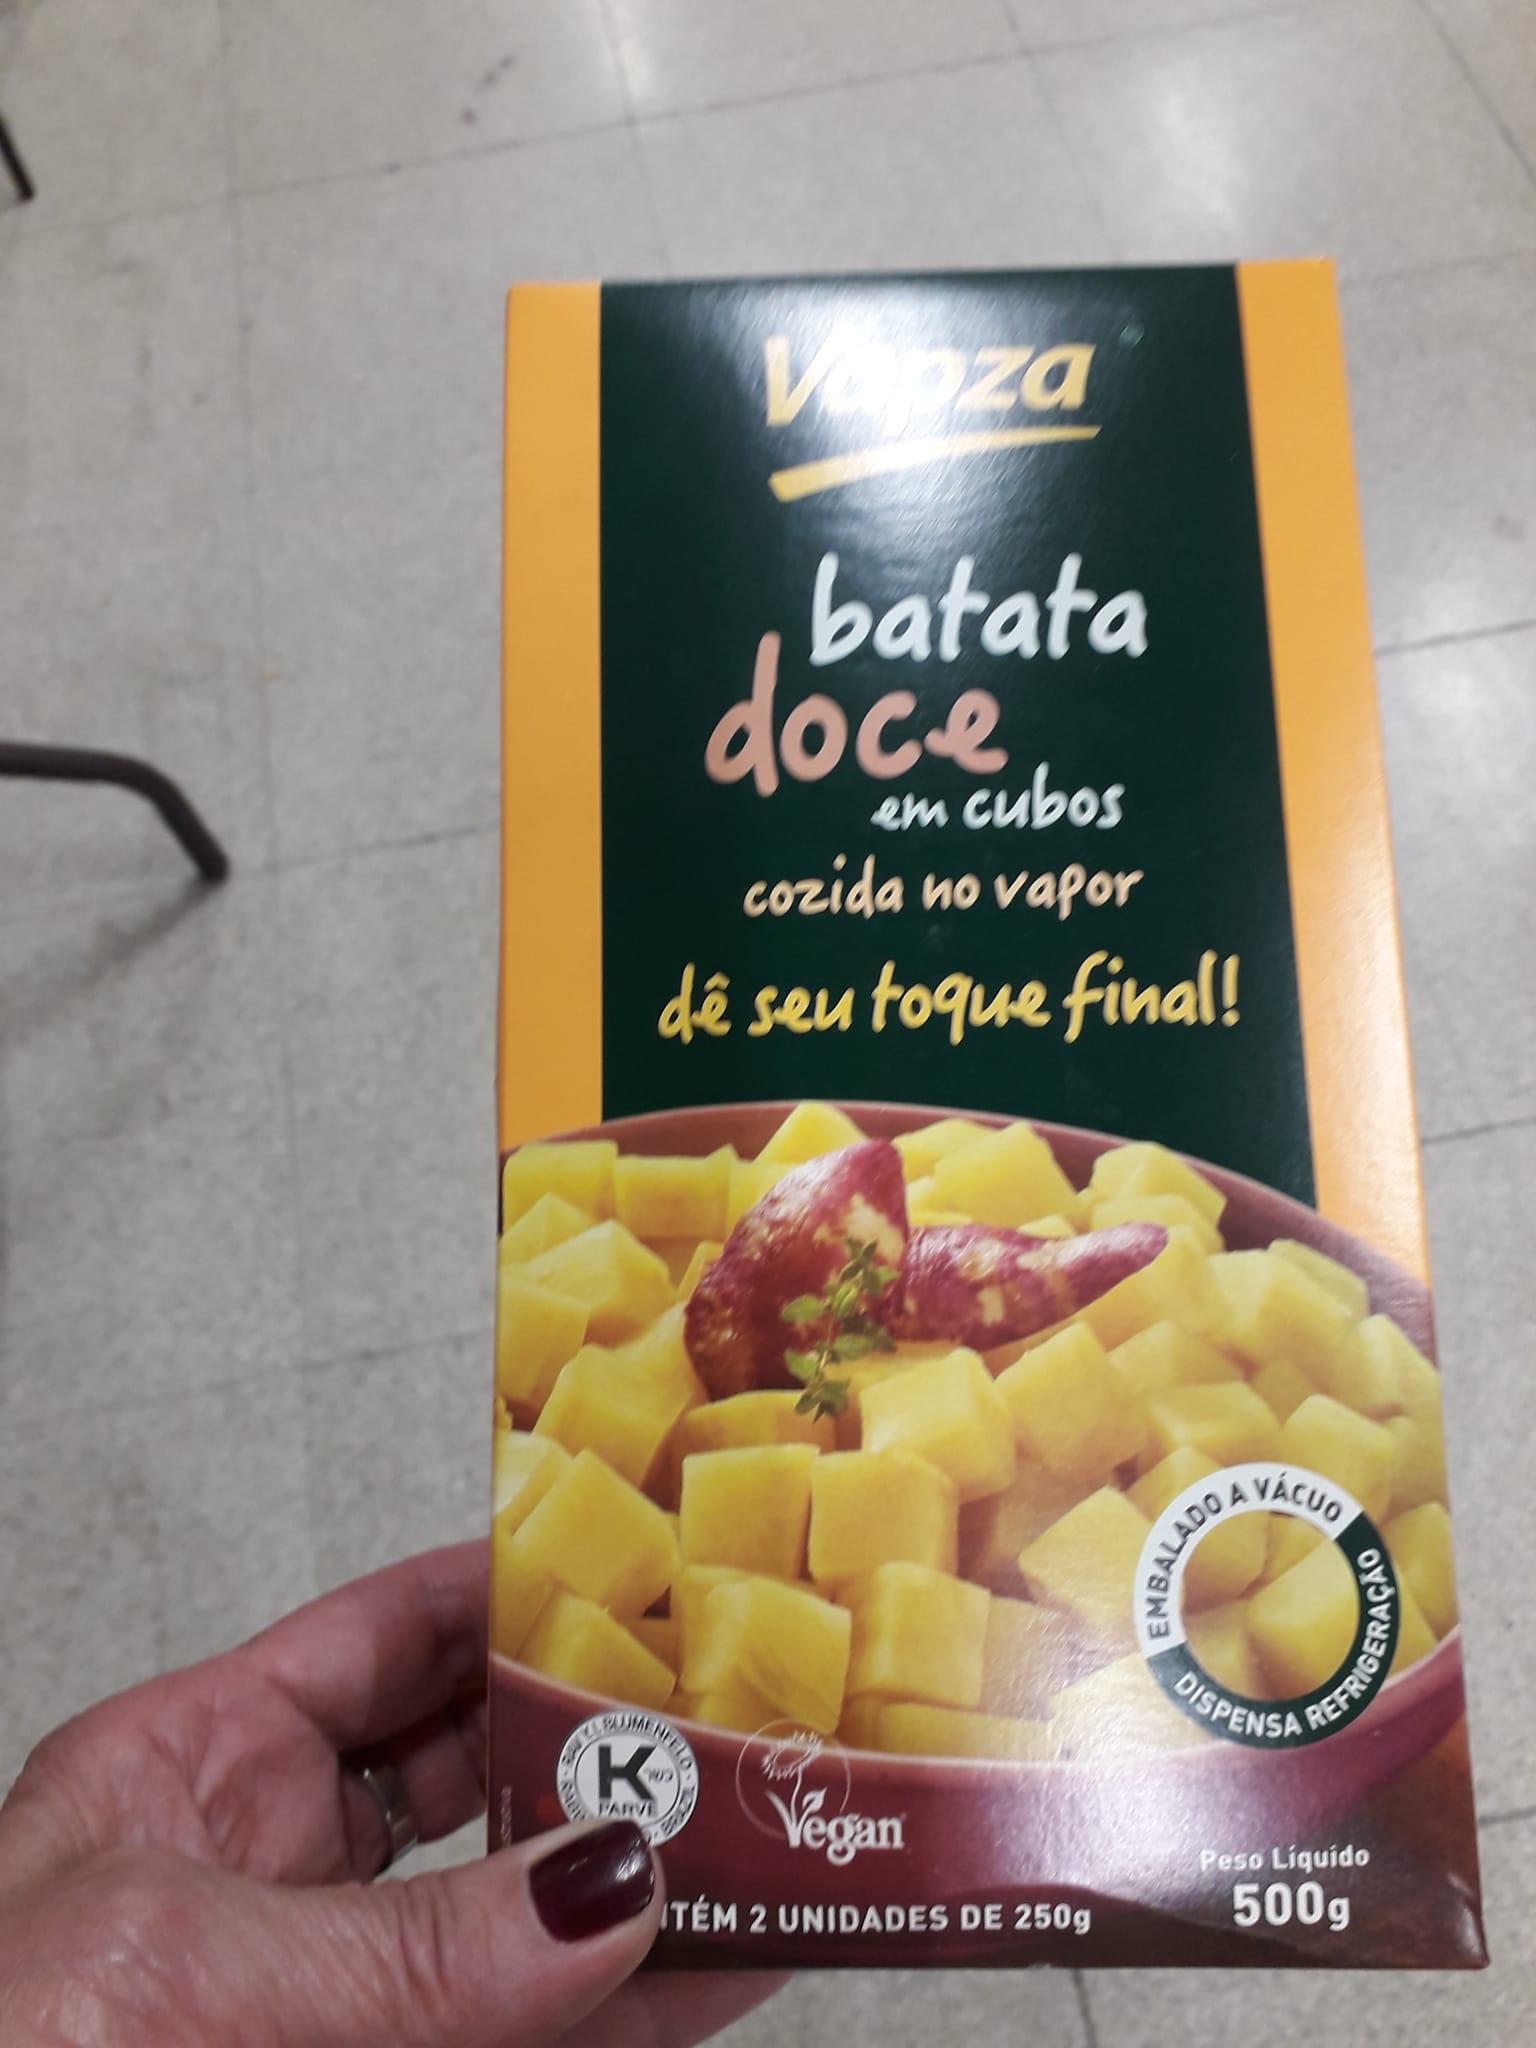 Vapza
batata
doce
em cubos
cozida no vapor
dê seu toque final!
EMBALADO A VÁCUO
DISPENSA REFRIGERAÇÃO
BLUMENFELD
K
PARVE
Vegan
2 UNIDADES DE 250g
Peso Líquido
500g